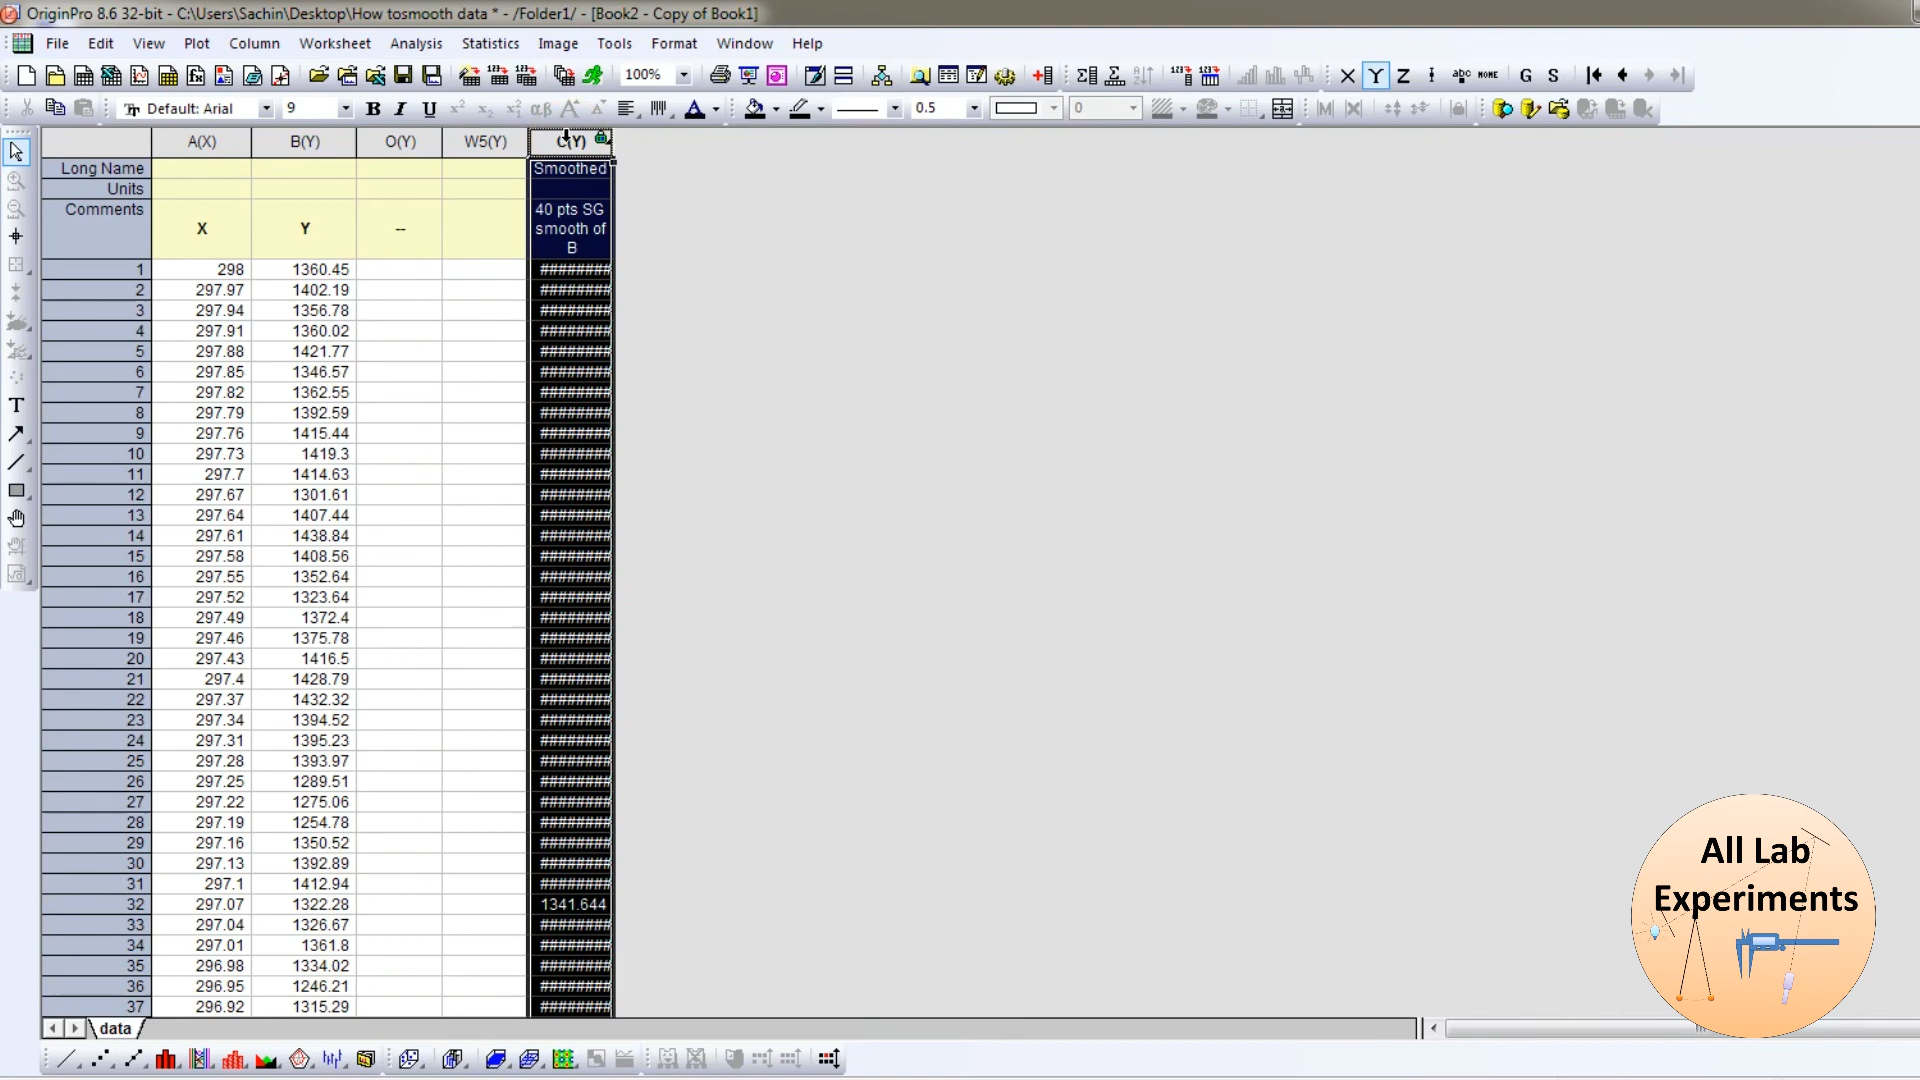 OriginPro 8.6 32-bit - C:\Users\Sachin\Desktop\How tosmooth data * - /Folder1/ - [Book2 - Copy of Book1]
File Edit View Plot Column Worksheet Analysis Statistics Image Tools Format Window Help
100% X Y Z abc NONE G S
Default: Arial 9 B I U αβ A 0.5 0
A(X) B(Y) O(Y) W5(Y) C(Y)
Long Name Smoothed
Units
Comments X Y -- 40 pts SG
smooth of
B
1 298 1360.45 ########
2 297.97 1402.19 ########
3 297.94 1356.78 ########
4 297.91 1360.02 ########
5 297.88 1421.77 ########
6 297.85 1346.57 ########
7 297.82 1362.55 ########
8 297.79 1392.59 ########
9 297.76 1415.44 ########
10 297.73 1419.3 ########
11 297.7 1414.63 ########
12 297.67 1301.61 ########
13 297.64 1407.44 ########
14 297.61 1438.84 ########
15 297.58 1408.56 ########
16 297.55 1352.64 ########
17 297.52 1323.64 ########
18 297.49 1372.4 ########
19 297.46 1375.78 ########
20 297.43 1416.5 ########
21 297.4 1428.79 ########
22 297.37 1432.32 ########
23 297.34 1394.52 ########
24 297.31 1395.23 ########
25 297.28 1393.97 ########
26 297.25 1289.51 ########
27 297.22 1275.06 ########
28 297.19 1254.78 ########
29 297.16 1350.52 ########
30 297.13 1392.89 ########
31 297.1 1412.94 ########
32 297.07 1322.28 1341.644
33 297.04 1326.67 ########
34 297.01 1361.8 ########
35 296.98 1334.02 ########
36 296.95 1246.21 ########
37 296.92 1315.29 ########
data
All Lab
Experiments